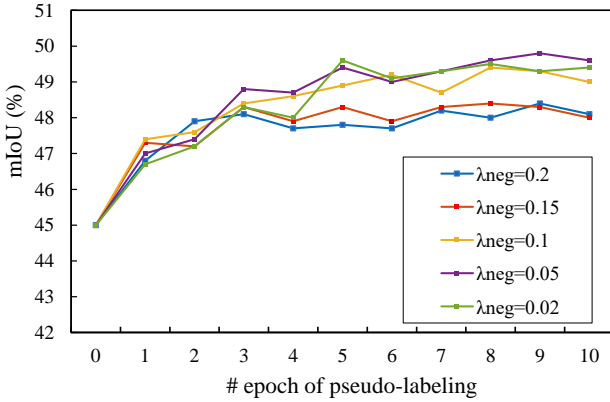 mIoU (%)
51
50
49
48
47
46
45
44
43
42
λneg=0.2
λneg=0.15
λneg=0.1
λneg=0.05
λneg=0.02
0 1 2 3 4 5 6 7 8 9 10
# epoch of pseudo-labeling